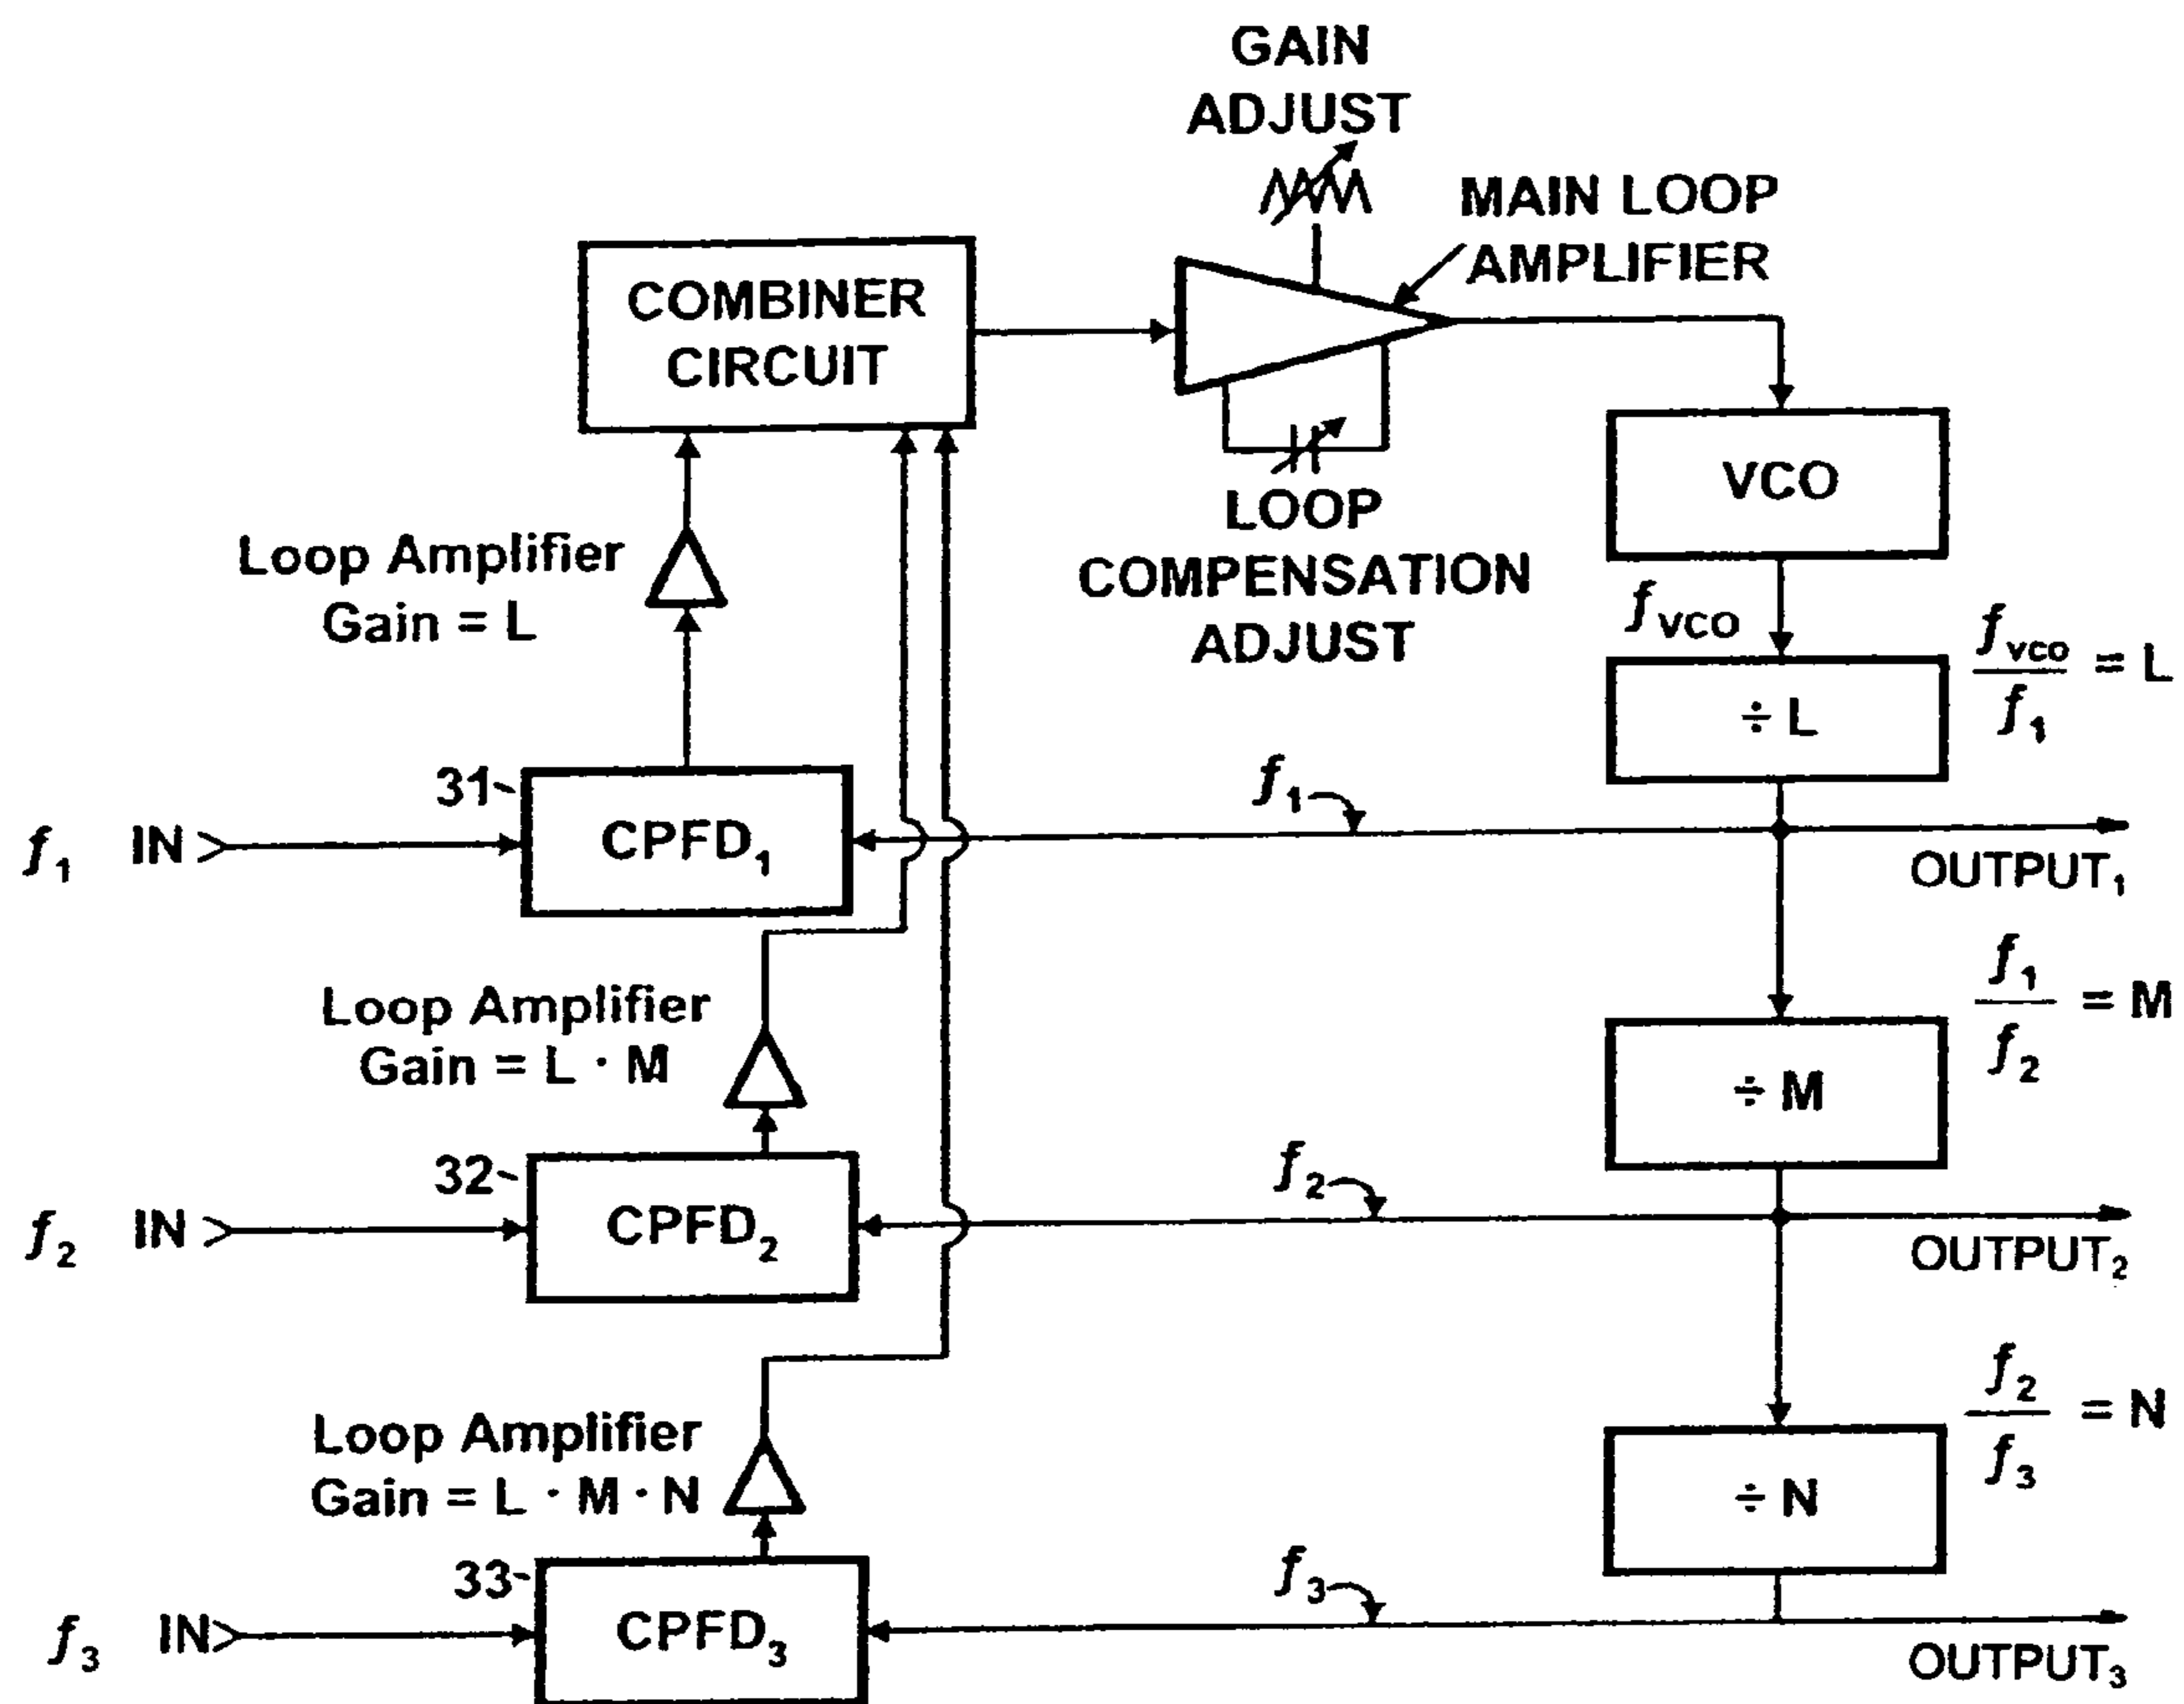 GAIN
ADJUST
MAIN LOOP
AMPLIFIER
COMBINER
CIRCUIT
VCO
LOOP
COMPENSATION
ADJUST
Loop Amplifier
Gain = L
f_VCO
f_vco / f_1 = L
÷ L
31
f_1 IN
CPFD_1
f_1
OUTPUT_1
f_1 / f_2 = M
Loop Amplifier
Gain = L · M
÷ M
32
f_2 IN
CPFD_2
f_2
OUTPUT_2
f_2 / f_3 = N
Loop Amplifier
Gain = L · M · N
÷ N
33
f_3 IN
CPFD_3
f_3
OUTPUT_3